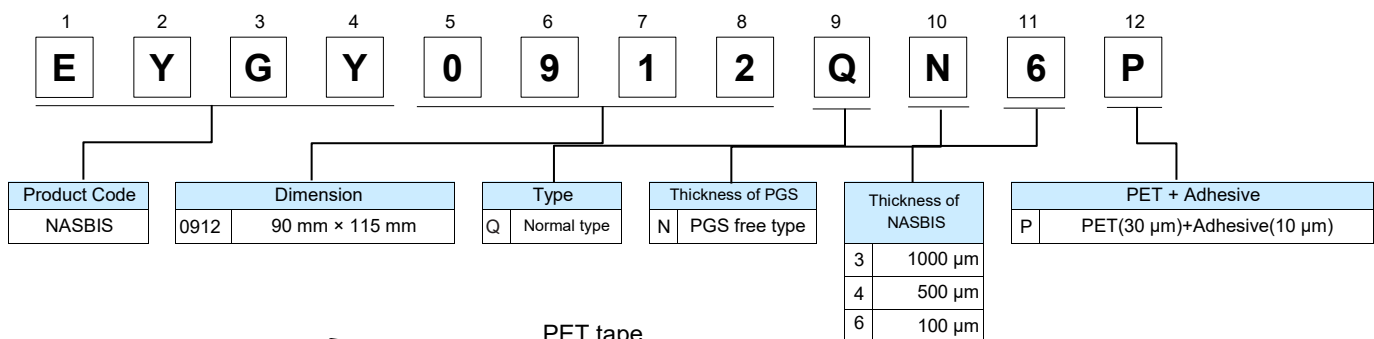 1 2 3 4 5 6 7 8 9 10 11 12
E Y G Y 0 9 1 2 Q N 6 P
Product Code Dimension Type Thickness of PGS Thickness of NASBIS PET + Adhesive
NASBIS 0912 90 mm × 115 mm Q Normal type N PGS free type P PET(30 μm)+Adhesive(10 μm)
3 1000 μm
4 500 μm
6 100 μm
PET tape